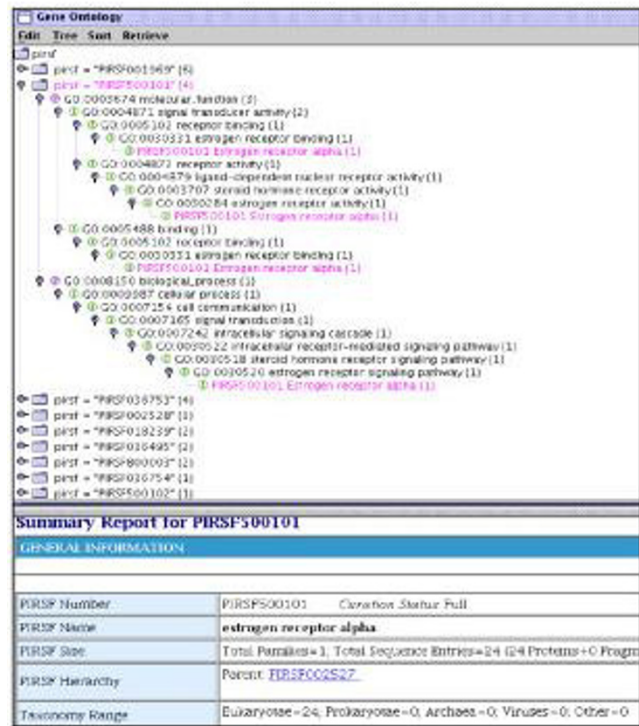 Gene Ontology
Edit Tree Sort Retrieve
pirsf
pirsf = "PIRSF001969" (6)
pirsf = "PIRSF500101" (4)
GO:0003674 molecular_function (3)
GO:0004871 signal transducer activity (2)
GO:0005102 receptor binding (1)
GO:0030331 estrogen receptor binding (1)
PIRSF500101 Estrogen receptor alpha (1)
GO:0004872 receptor activity (1)
GO:0004879 ligand-dependent nuclear receptor activity (1)
GO:0003707 steroid hormone receptor activity (1)
GO:0030284 estrogen receptor activity (1)
PIRSF500101 Estrogen receptor alpha (1)
GO:0005488 binding (1)
GO:0005102 receptor binding (1)
GO:0030331 estrogen receptor binding (1)
PIRSF500101 Estrogen receptor alpha (1)
GO:0008150 biological_process (1)
GO:0009987 cellular process (1)
GO:0007154 cell communication (1)
GO:0007165 signal transduction (1)
GO:0007242 intracellular signaling cascade (1)
GO:0030522 intracellular receptor-mediated signaling pathway (1)
GO:0030518 steroid hormone receptor signaling pathway (1)
GO:0030520 estrogen receptor signaling pathway (1)
PIRSF500101 Estrogen receptor alpha (1)
pirsf = "PIRSF036753" (4)
pirsf = "PIRSF002528" (1)
pirsf = "PIRSF018239" (2)
pirsf = "PIRSF036495" (2)
pirsf = "PIRSF800003" (2)
pirsf = "PIRSF036754" (1)
pirsf = "PIRSF500102" (1)
Summary Report for PIRSF500101
GENERAL INFORMATION
PIRSF Number PIRSF500101 Curation Status Full
PIRSF Name estrogen receptor alpha
PIRSF Size Total Families=1, Total Sequence Entries=24 (24 Proteins+0 Fragm
PIRSF Hierarchy Parent: PIRSF002527
Taxonomy Range Eukaryotae=24, Prokaryotae=0, Archaea=0, Viruses=0, Other=0